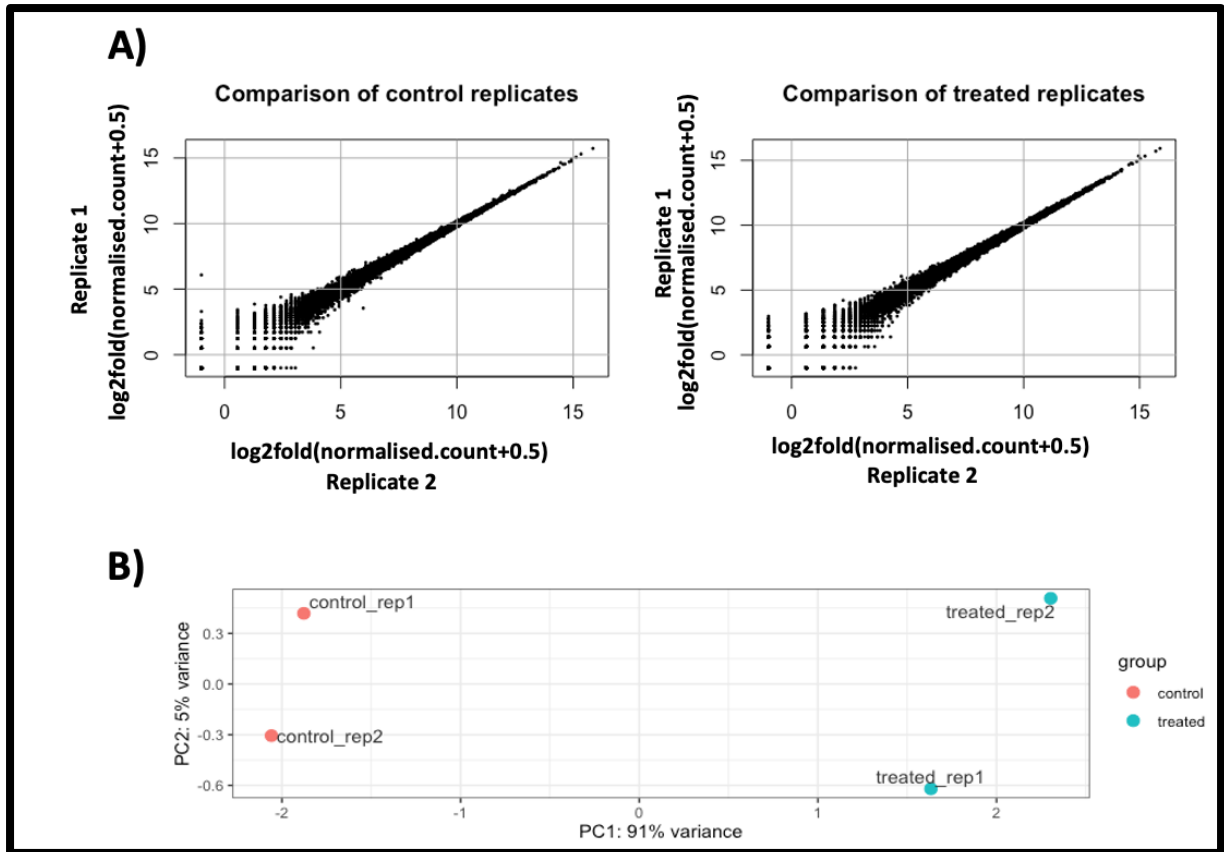 A)
Comparison of control replicates
Replicate 1
log2fold(normalised.count+0.5)
15
10
5
0
0 5 10 15
log2fold(normalised.count+0.5)
Replicate 2
Comparison of treated replicates
Replicate 1
log2fold(normalised.count+0.5)
15
10
5
0
0 5 10 15
log2fold(normalised.count+0.5)
Replicate 2
B)
PC2: 5% variance
0.3
0.0
-0.3
-0.6
control_rep1
treated_rep2
control_rep2
treated_rep1
-2 -1 0 1 2
PC1: 91% variance
group
control
treated